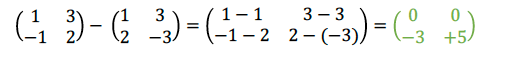 (1 3
-1 2) - (1 3
2 -3) = (1 - 1 3 - 3
-1 - 2 2 - (-3)) = (0 0
-3 +5)